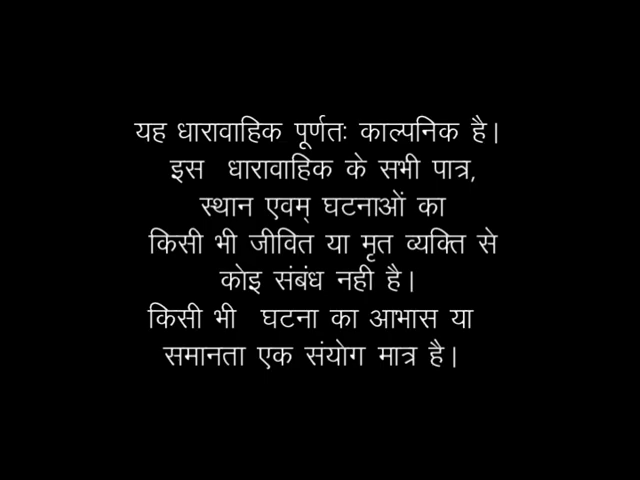 यह धारावाहिक पूर्णतः काल्पनिक है।
इस धारावाहिक के सभी पात्र,
स्थान एवम् घटनाओं का
किसी भी जीवित या मृत व्यक्ति से
कोइ संबंध नही है।
किसी भी घटना का आभास या
समानता एक संयोग मात्र है।